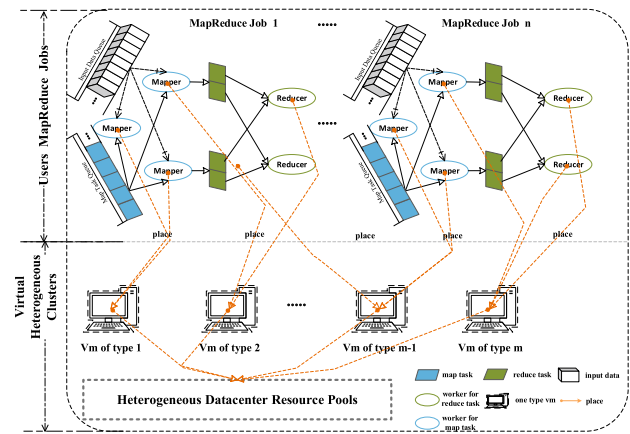 MapReduce Job 1
MapReduce Job n
Users MapReduce Jobs
Input Data Queue
Mapper
Mapper
Mapper
Map Task Queue
Reducer
Reducer
Input Data Queue
Mapper
Mapper
Mapper
Map Task Queue
Reducer
Reducer
place
place
place
place
place
Virtual
Heterogeneous
Clusters
Vm of type 1
Vm of type 2
Vm of type m-1
Vm of type m
Heterogeneous Datacenter Resource Pools
map task
reduce task
input data
worker for
reduce task
one type vm
place
worker for
map task